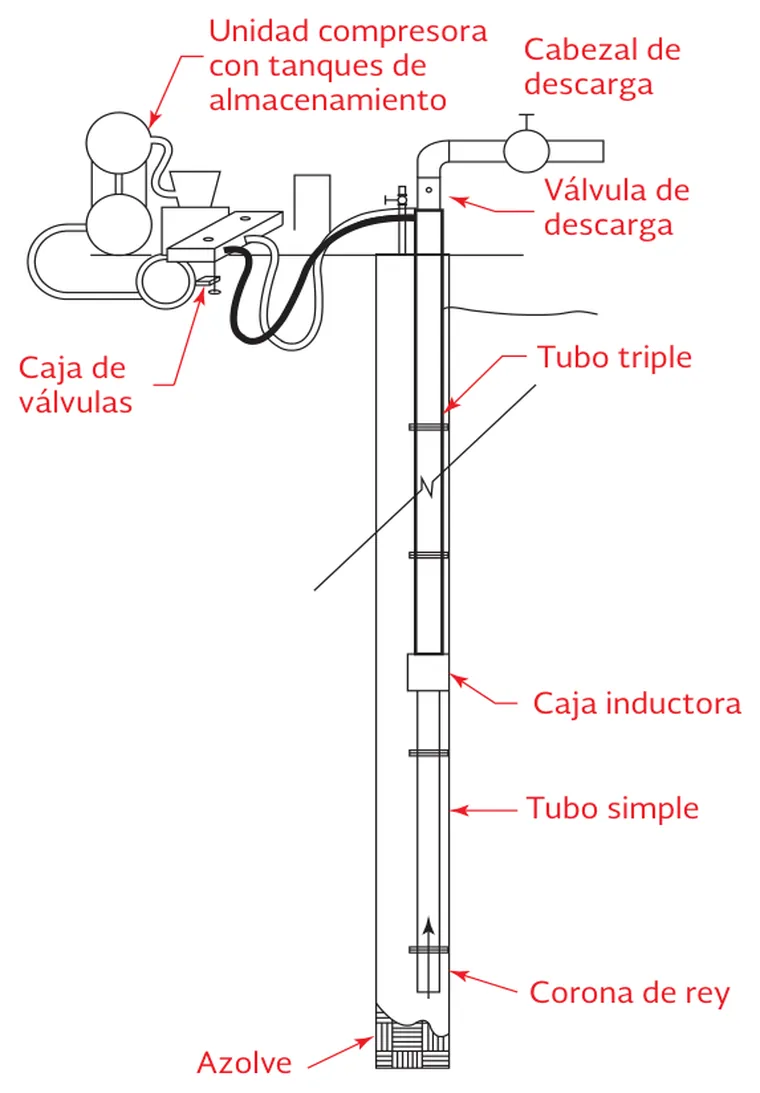 Unidad compresora
con tanques de
almacenamiento
Cabezal de
descarga
Válvula de
descarga
Caja de
válvulas
Tubo triple
Caja inductora
Tubo simple
Corona de rey
Azolve